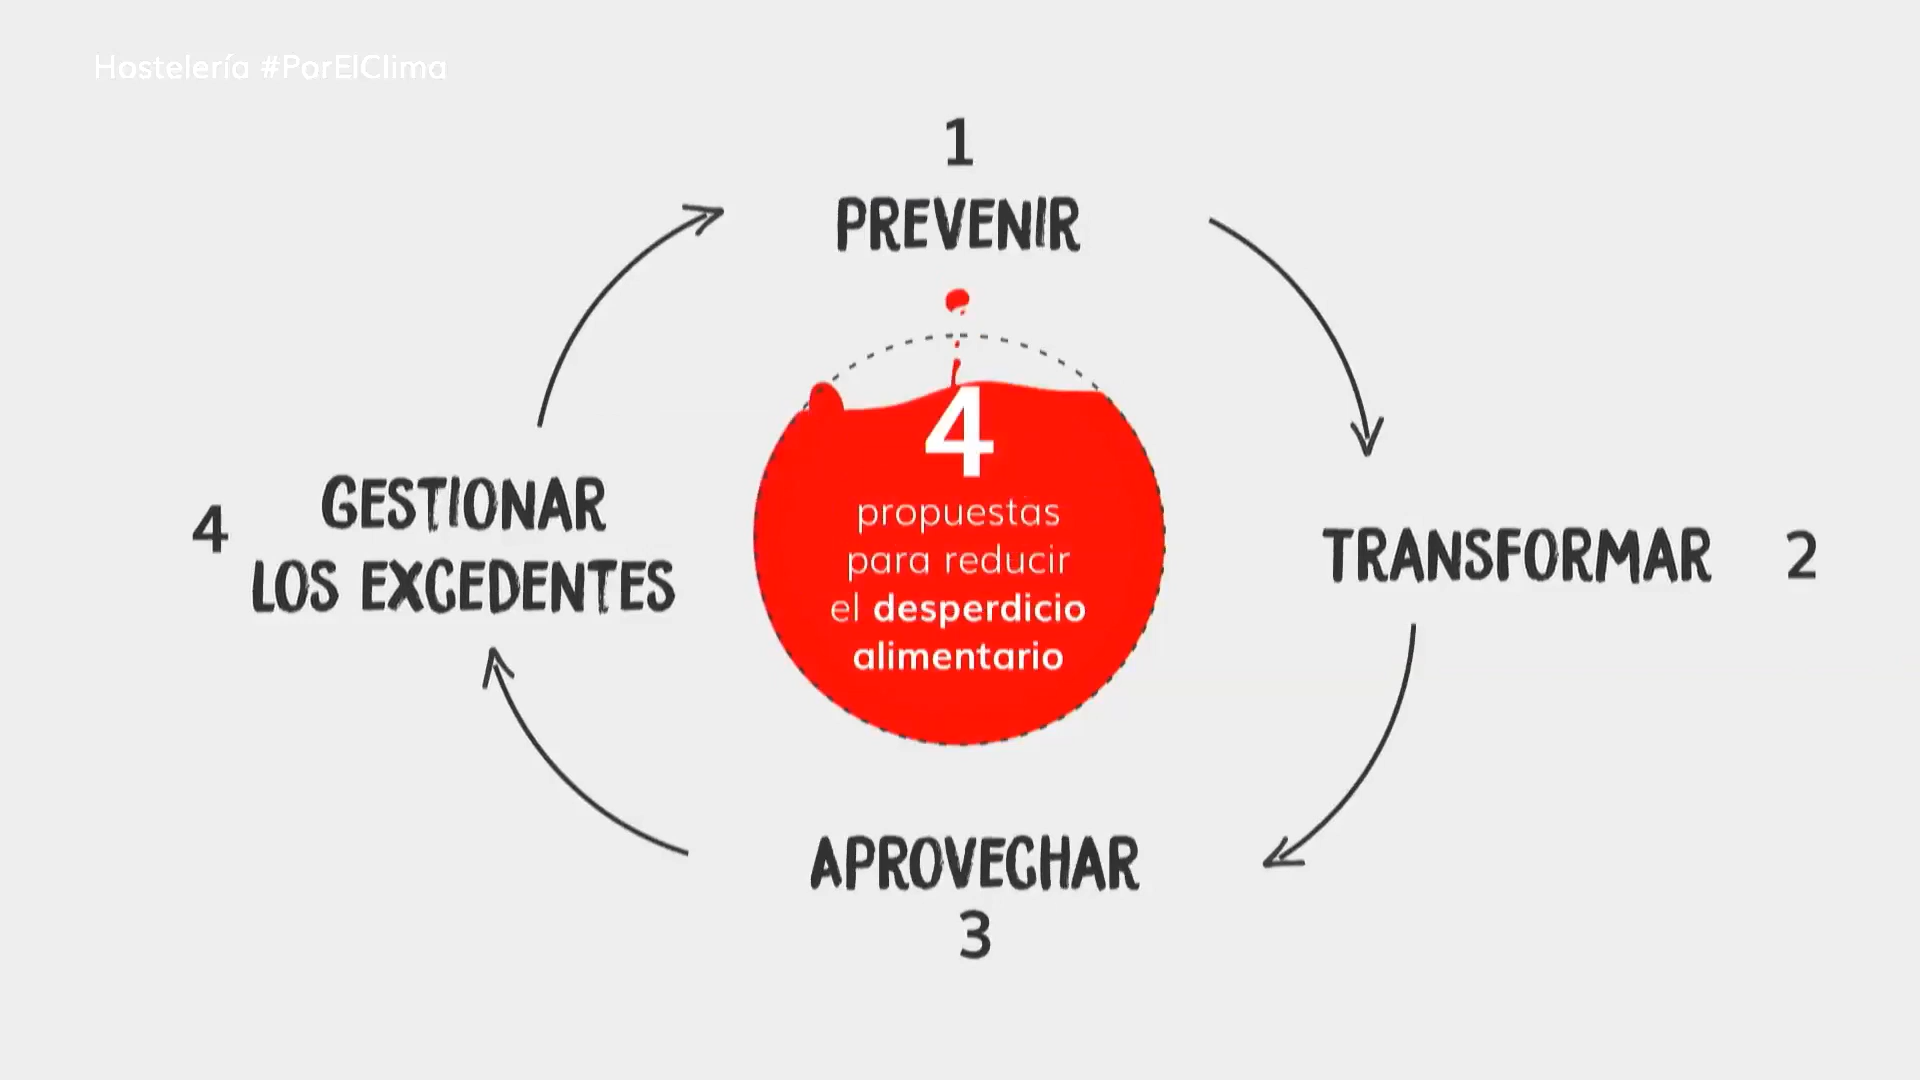 Hostelería #PorElClima
1
PREVENIR
4
propuestas
para reducir
el desperdicio
alimentario
TRANSFORMAR 2
APROVECHAR
3
4
GESTIONAR
LOS EXCEDENTES